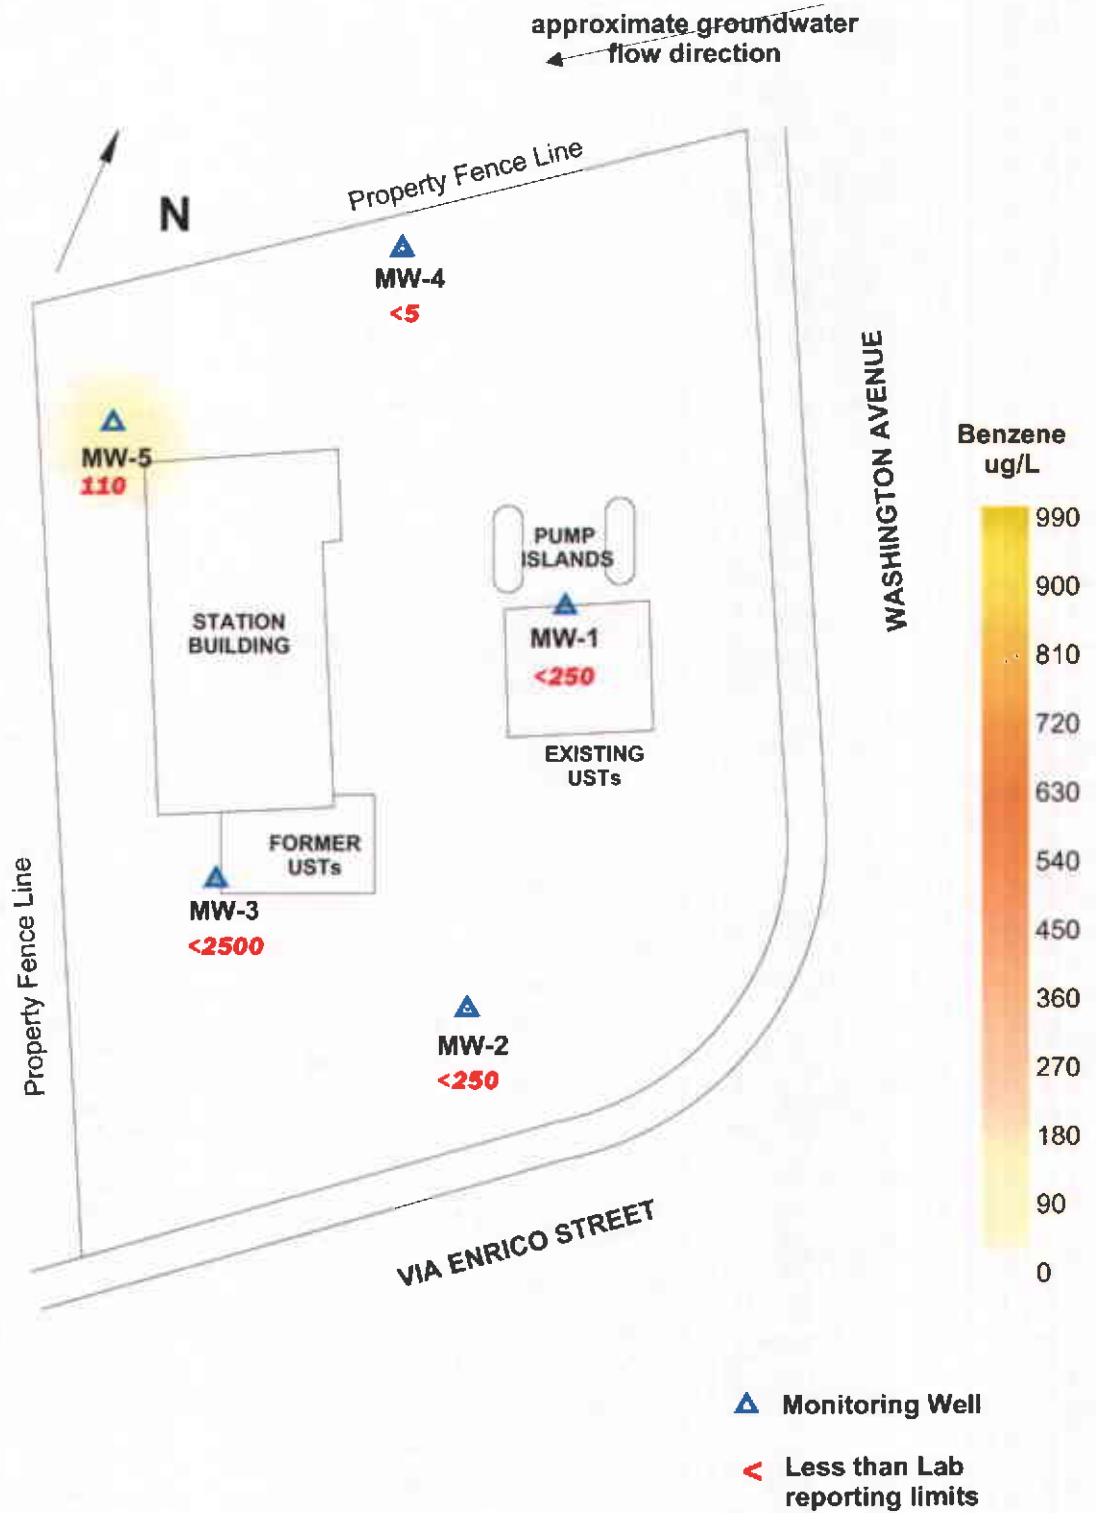 approximate groundwater
flow direction
Property Fence Line
N
MW-4
<5
MW-5
110
WASHINGTON AVENUE
PUMP
ISLANDS
STATION
BUILDING
MW-1
<250
EXISTING
USTs
FORMER
USTs
MW-3
<2500
Property Fence Line
MW-2
<250
VIA ENRICO STREET
Benzene
ug/L
990
900
810
720
630
540
450
360
270
180
90
0
Monitoring Well
< Less than Lab
reporting limits